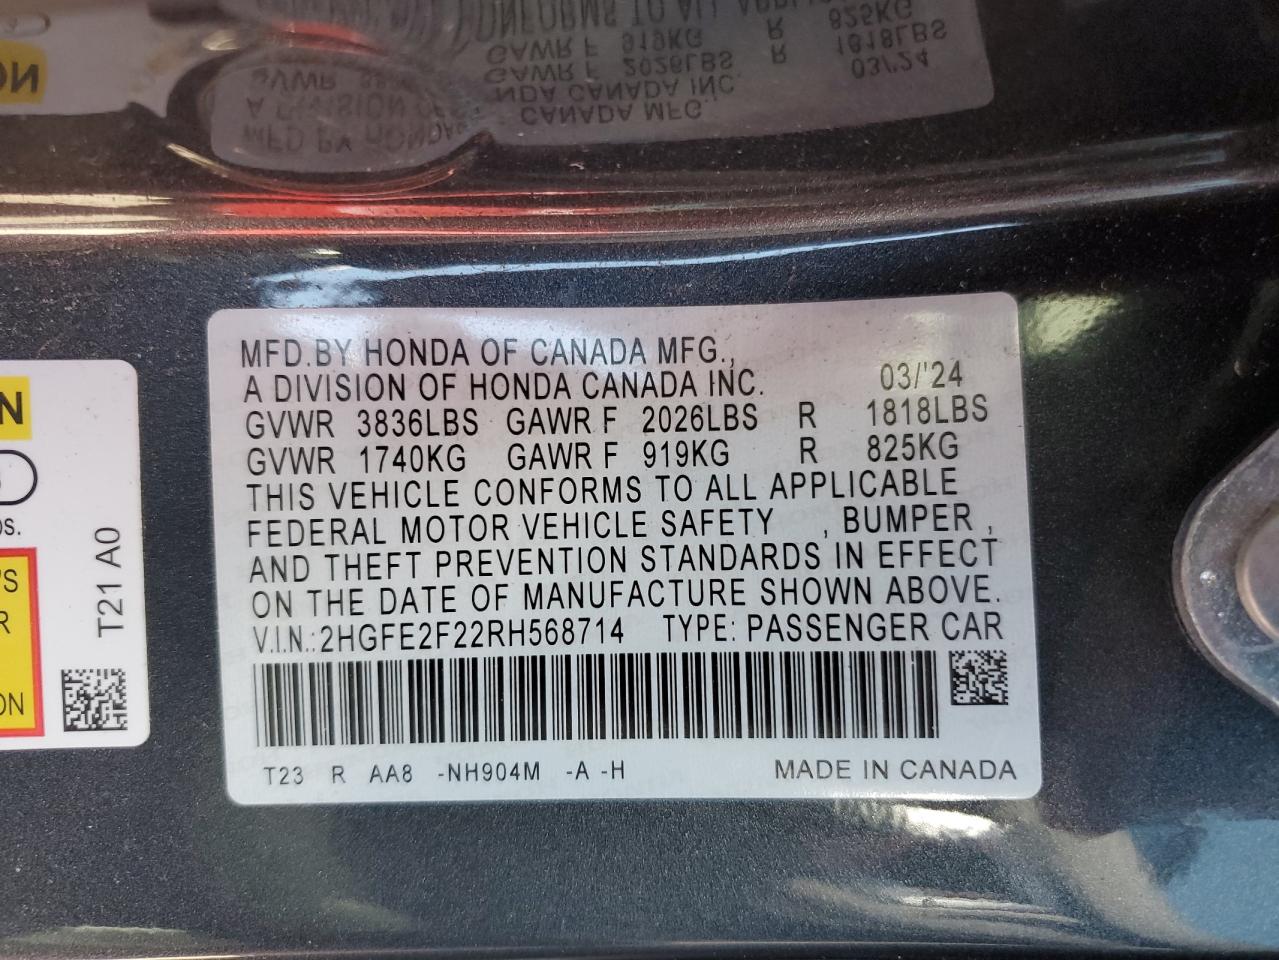 MFD. BY HONDA OF CANADA MFG.,
A DIVISION OF HONDA CANADA INC. 03/'24
GVWR 3836LBS GAWR F 2026LBS R 1818LBS
GVWR 1740KG GAWR F 919KG R 825KG
THIS VEHICLE CONFORMS TO ALL APPLICABLE
FEDERAL MOTOR VEHICLE SAFETY , BUMPER ,
AND THEFT PREVENTION STANDARDS IN EFFECT
ON THE DATE OF MANUFACTURE SHOWN ABOVE.
V.I.N.: 2HGFE2F22RH568714 TYPE: PASSENGER CAR
T23 R AA8 -NH904M -A -H MADE IN CANADA
T21 A0